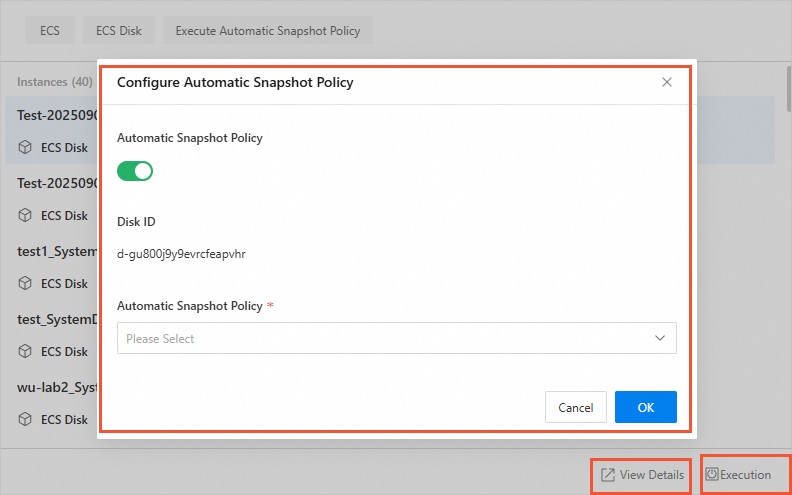 ECS
ECS Disk
Execute Automatic Snapshot Policy
Instances (40)
Test-2025090
ECS Disk
Test-2025090
ECS Disk
test1_System
ECS Disk
test_SystemD
ECS Disk
wu-lab2_Syst
ECS Disk
Configure Automatic Snapshot Policy
Automatic Snapshot Policy
Disk ID
d-gu800j9y9evrcfeapvhr
Automatic Snapshot Policy *
Please Select
Cancel
OK
View Details
Execution